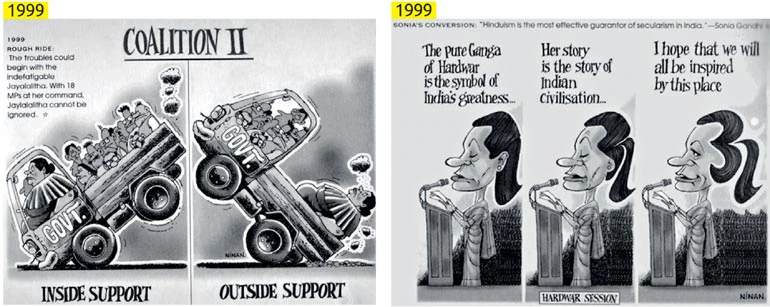 1999
1999
ROUGH RIDE:
The troubles could
begin with the
indefatigable
Jayalalitha. With 18
MPs at her command,
Jaylalalitha cannot be
ignored. ☆
COALITION II
GOVT
INSIDE SUPPORT
GOVT
NINAN
OUTSIDE SUPPORT
1999
SONIA'S CONVERSION: "Hinduism is the most effective guarantor of secularism in India."—Sonia Gandhi
The pure Ganga
of Hardwar
is the symbol of
India's greatness...
Her story
is the story of
Indian
Civilisation...
I hope that we will
all be inspired
by this place
HARDWAR SESSION
NINAN